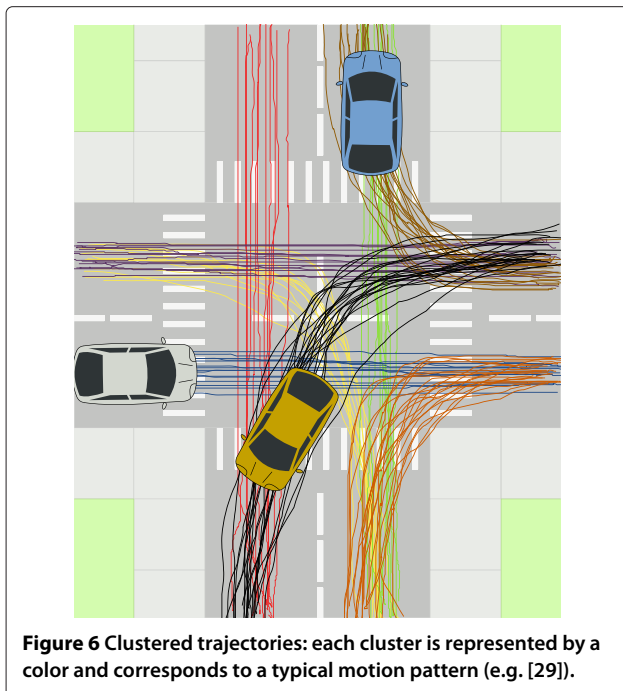 Figure 6 Clustered trajectories: each cluster is represented by a
color and corresponds to a typical motion pattern (e.g. [29]).